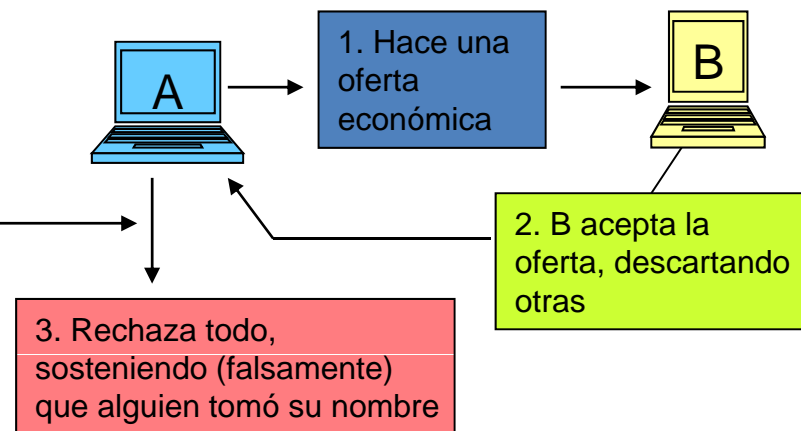 A
1. Hace una
oferta
económica
B
2. B acepta la
oferta, descartando
otras
3. Rechaza todo,
sosteniendo (falsamente)
que alguien tomó su nombre